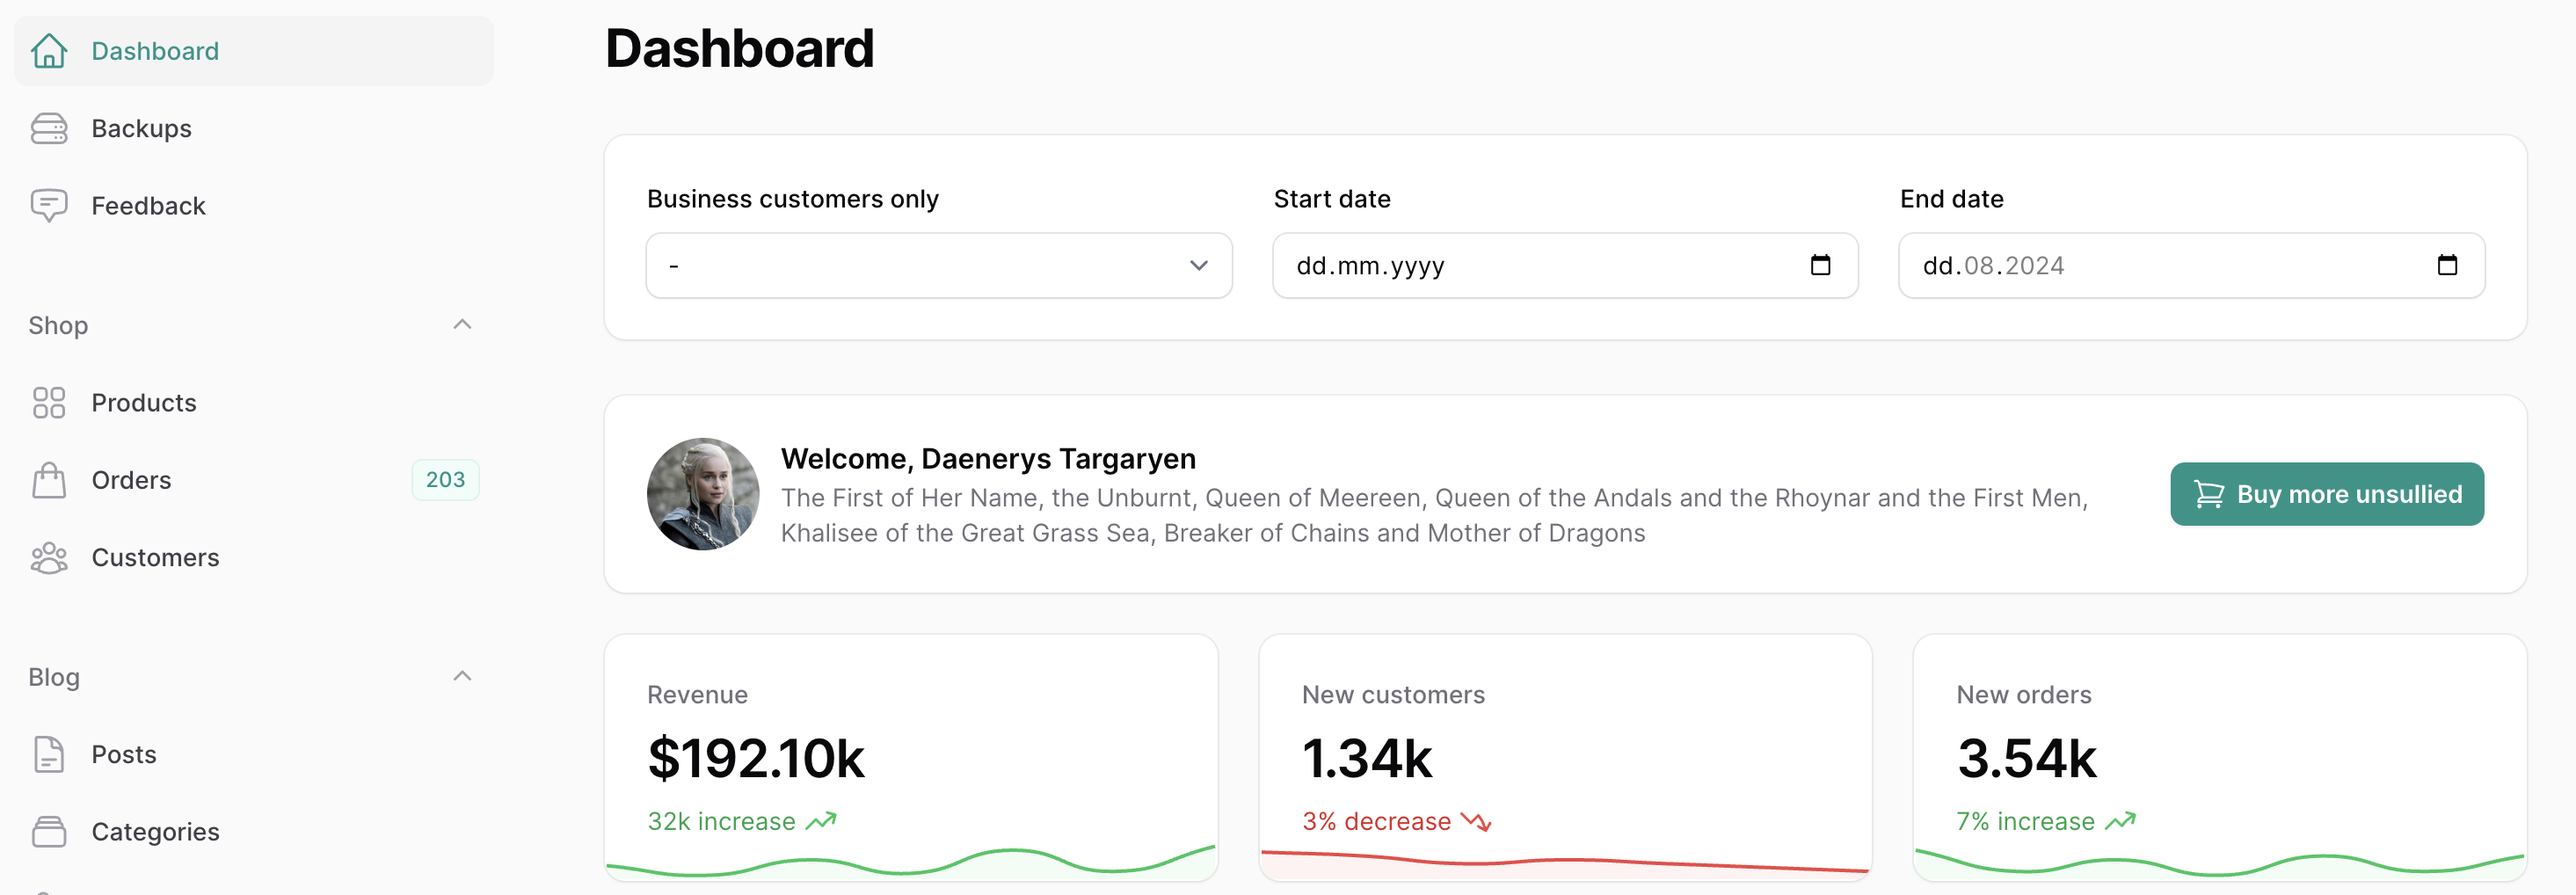 Dashboard
Backups
Feedback
Shop
Products
Orders
203
Customers
Blog
Posts
Categories
Dashboard
Business customers only
-
Start date
dd.mm.yyyy
End date
dd.08.2024
Welcome, Daenerys Targaryen
The First of Her Name, the Unburnt, Queen of Meereen, Queen of the Andals and the Rhoynar and the First Men,
Khalisee of the Great Grass Sea, Breaker of Chains and Mother of Dragons
Buy more unsullied
Revenue
$192.10k
32k increase
New customers
1.34k
3% decrease
New orders
3.54k
7% increase